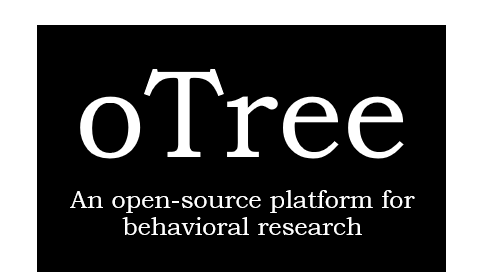 oTree
An open-source platform for
behavioral research